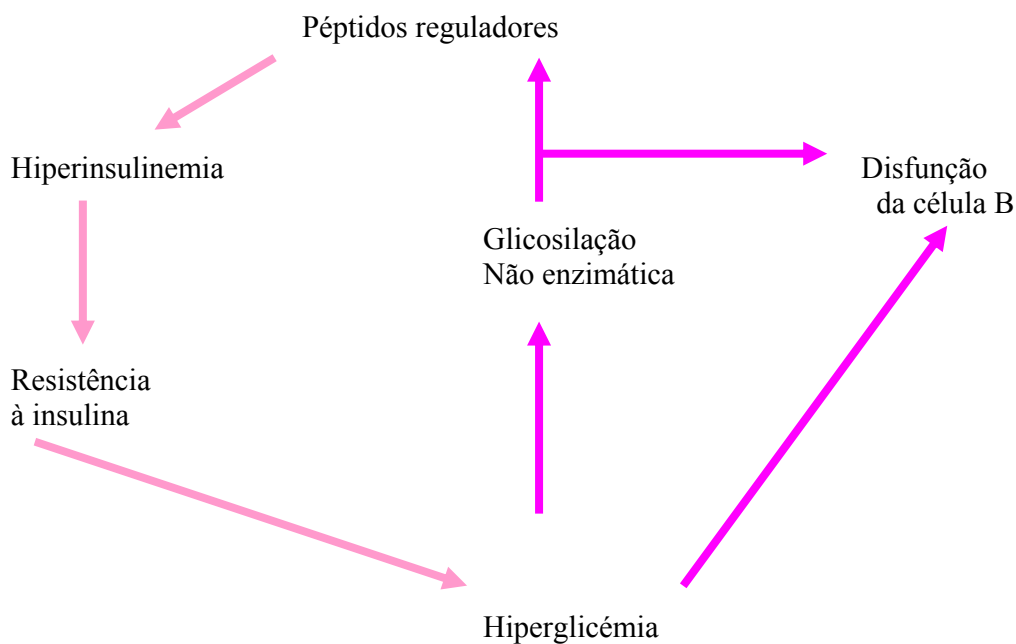 Péptidos reguladores
Hiperinsulinemia
Disfunção
da célula B
Glicosilação
Não enzimática
Resistência
à insulina
Hiperglicémia